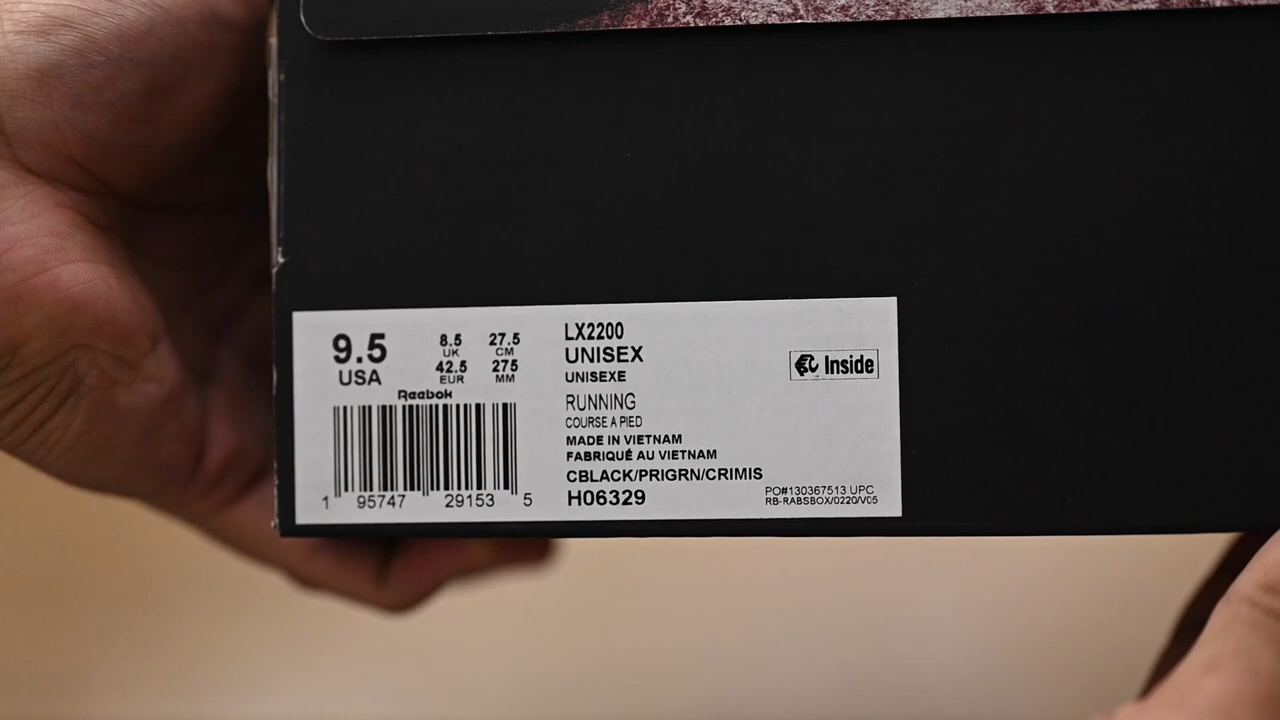 9.5
USA
8.5
UK
27.5
CM
42.5
EUR
275
MM
Reebok
1 95747 29153 5
LX2200
UNISEX
UNISEXE
RUNNING
COURSE A PIED
MADE IN VIETNAM
FABRIQUÉ AU VIETNAM
CBLACK/PRIGRN/CRIMIS
H06329
Inside
PO#130367513 UPC
RB-RABSBOX/0220/V05